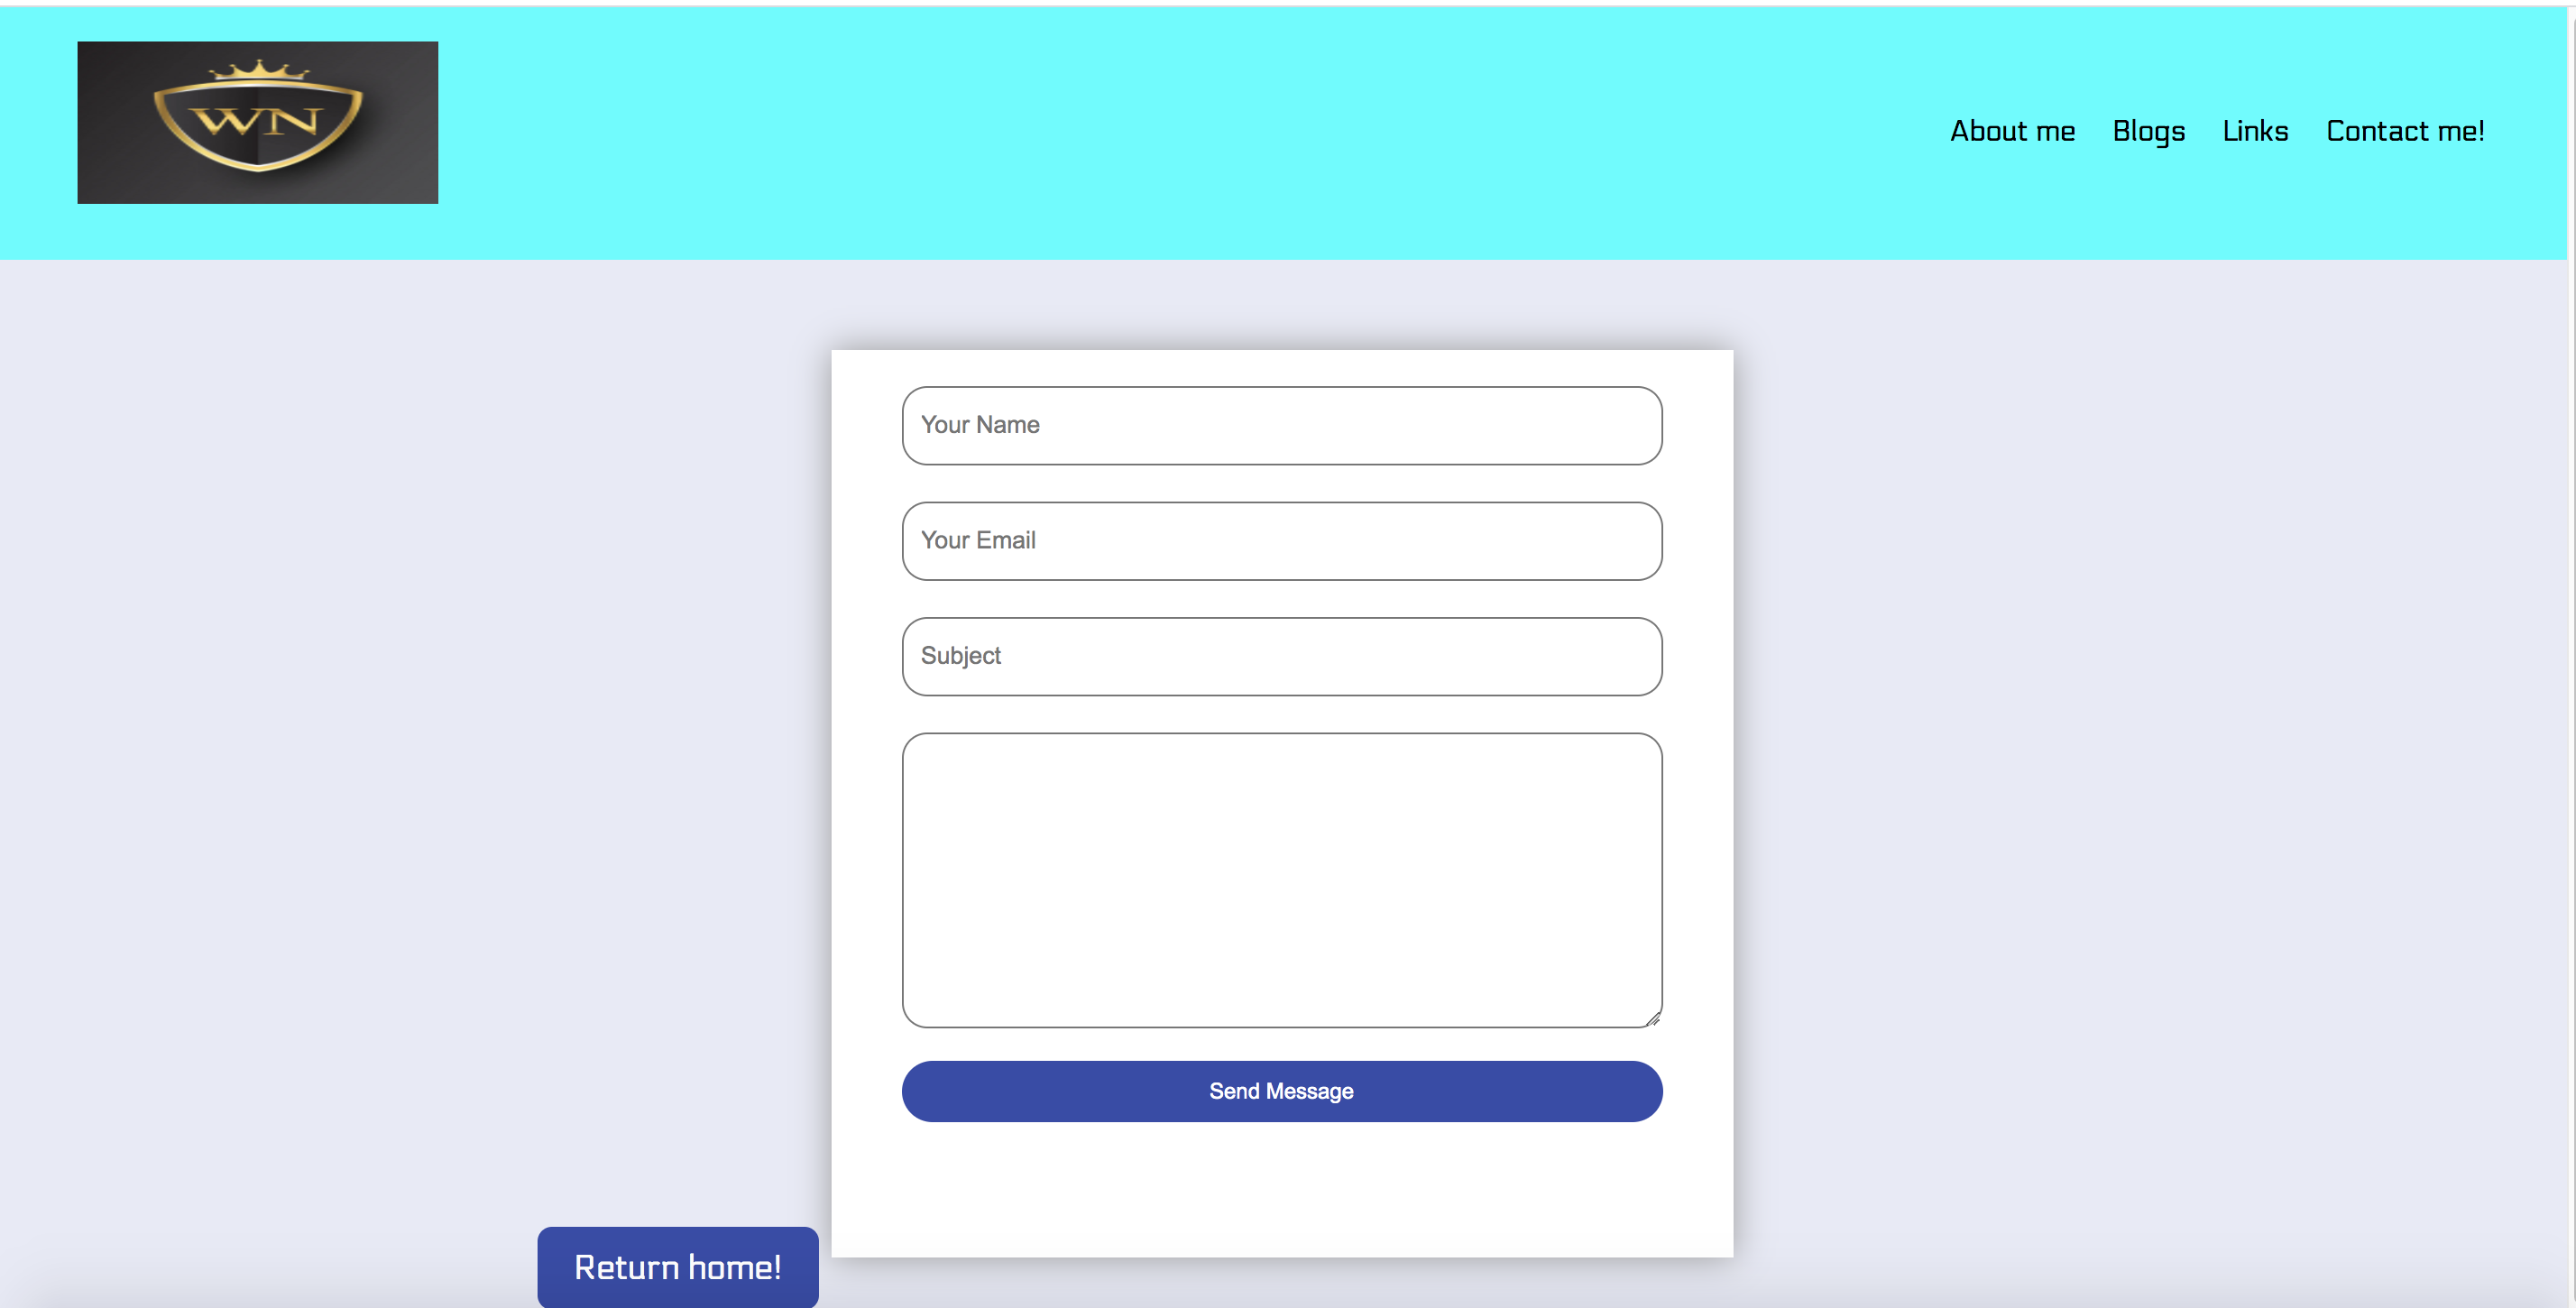 WN
About me Blogs Links Contact me!
Your Name
Your Email
Subject
Send Message
Return home!